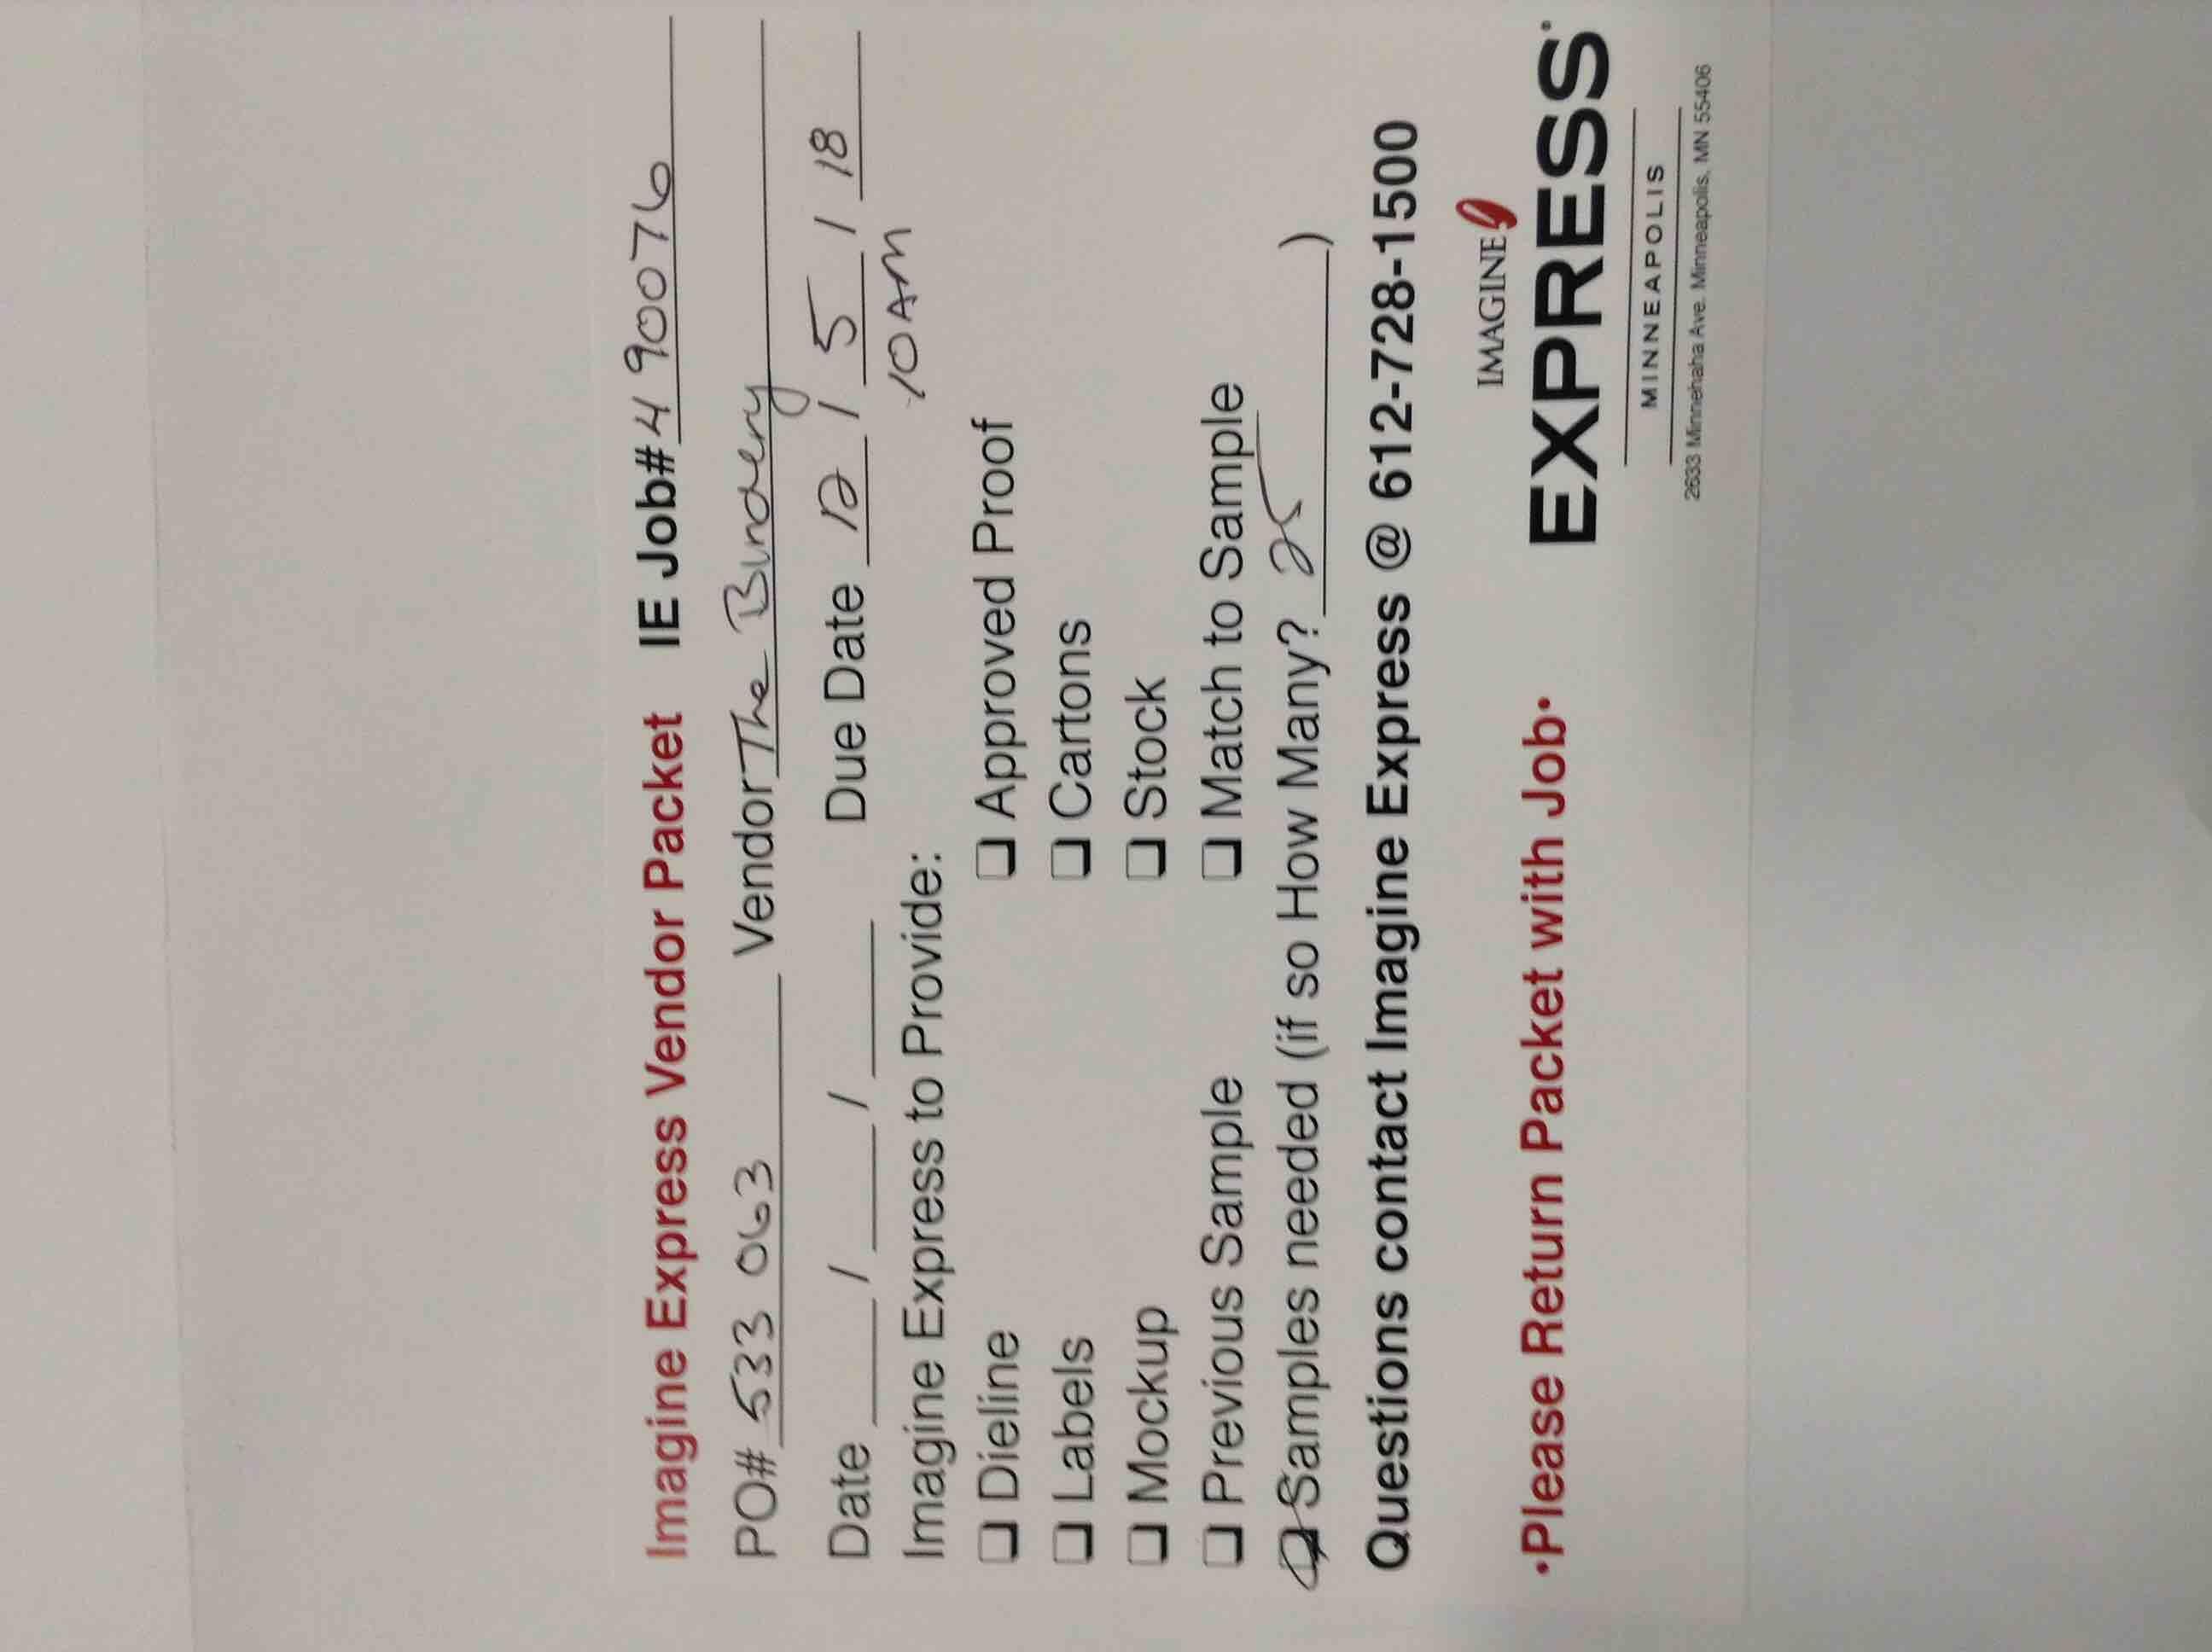 Imagine Express Vendor Packet IE Job# 490076
PO# 533 063 Vendor The Bindery
Date / / Due Date 12 / 5 / 18
10AM
Imagine Express to Provide:
❑ Dieline ❑ Approved Proof
❑ Labels ❑ Cartons
❑ Mockup ❑ Stock
❑ Previous Sample ❑ Match to Sample
❑ Samples needed (if so How Many? 25 )
Questions contact Imagine Express @ 612-728-1500
•Please Return Packet with Job•
IMAGINE!
EXPRESS
MINNEAPOLIS
2633 Minnehaha Ave. Minneapolis, MN 55406